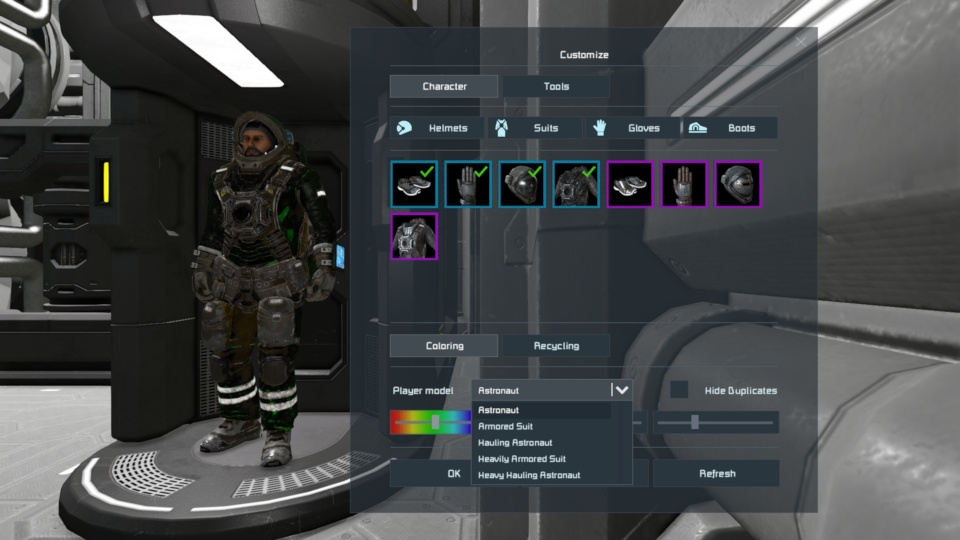 Customize
Character
Tools
Helmets
Suits
Gloves
Boots
Coloring
Recycling
Player model
Astronaut
Hide Duplicates
Astronaut
Armored Suit
Hauling Astronaut
Heavily Armored Suit
Heavy Hauling Astronaut
OK
Refresh